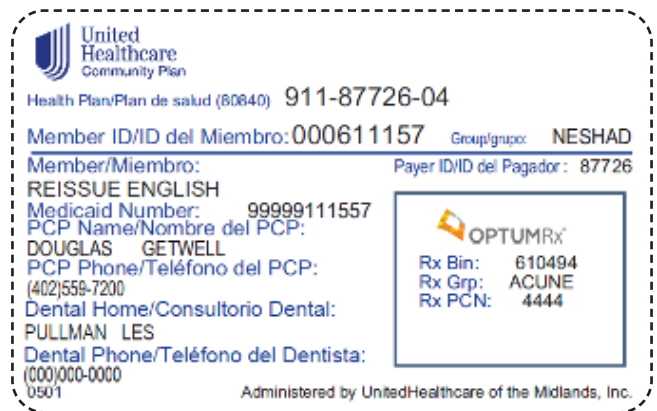 United
Healthcare
Community Plan
Health Plan/Plan de salud (80840) 911-87726-04
Member ID/ID del Miembro: 000611157 Group/grupo: NESHAD
Member/Miembro: Payer ID/ID del Pagador: 87726
REISSUE ENGLISH
Medicaid Number: 99999111557
PCP Name/Nombre del PCP:
DOUGLAS GETWELL
PCP Phone/Teléfono del PCP:
(402)559-7200
Dental Home/Consultorio Dental:
PULLMAN LES
Dental Phone/Teléfono del Dentista:
(000)000-0000
OPTUMRx
Rx Bin: 610494
Rx Grp: ACUNE
Rx PCN: 4444
0501 Administered by UnitedHealthcare of the Midlands, Inc.